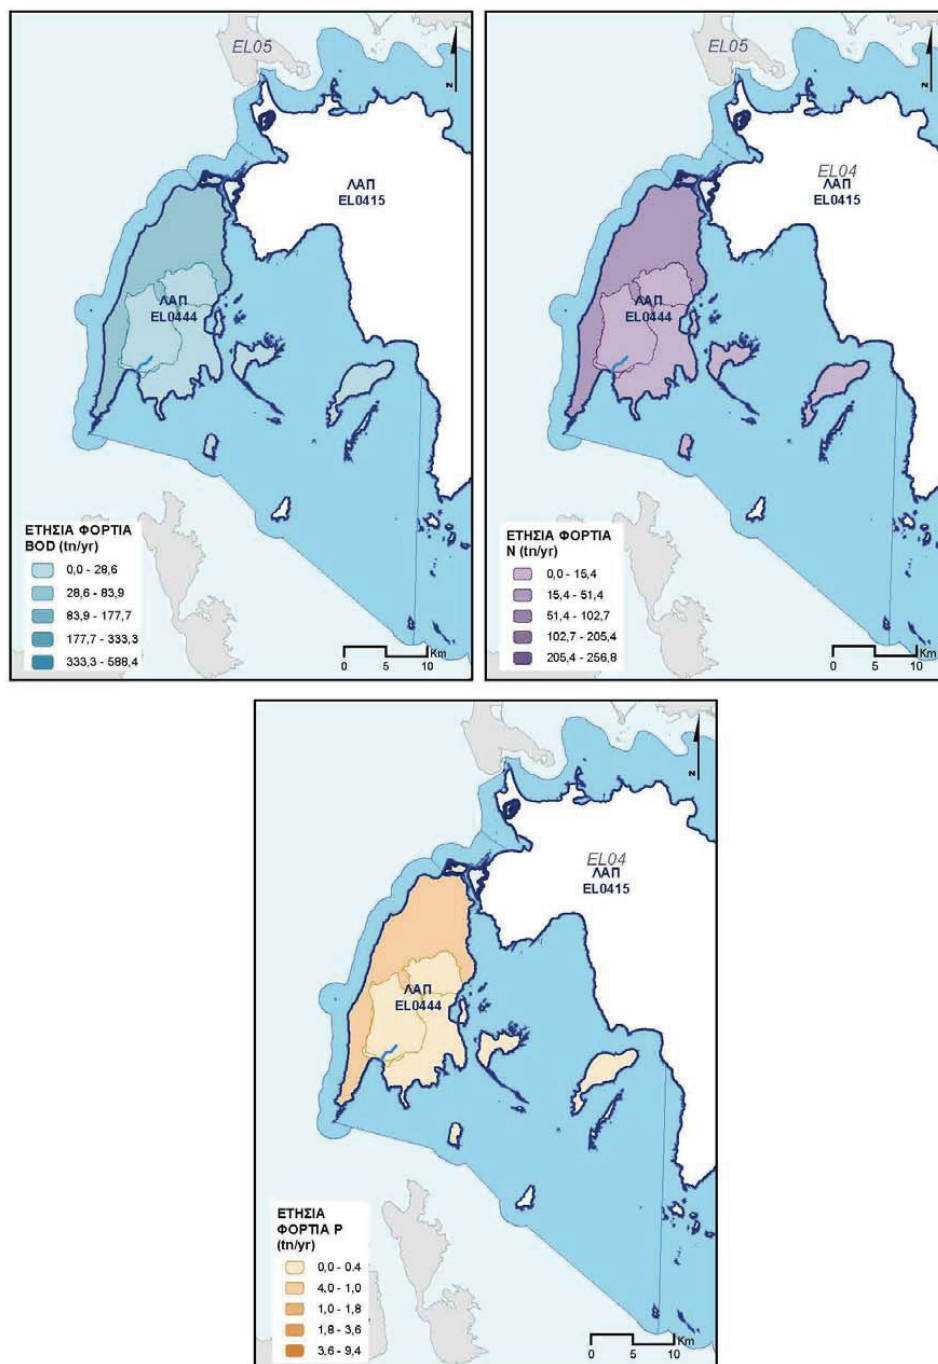 EL05
N
ΛΑΠ
EL0415
ΛΑΠ
EL0444
ΕΤΗΣΙΑ ΦΟΡΤΙΑ
BOD (tn/yr)
0,0 - 28,6
28,6 - 83,9
83,9 - 177,7
177,7 - 333,3
333,3 - 588,4
Km
0 5 10
EL05
N
EL04
ΛΑΠ
EL0415
ΛΑΠ
EL0444
ΕΤΗΣΙΑ ΦΟΡΤΙΑ
N (tn/yr)
0,0 - 15,4
15,4 - 51,4
51,4 - 102,7
102,7 - 205,4
205,4 - 256,8
Km
0 5 10
N
EL04
ΛΑΠ
EL0415
ΛΑΠ
EL0444
ΕΤΗΣΙΑ
ΦΟΡΤΙΑ P
(tn/yr)
0,0 - 0.4
4,0 - 1,0
1,0 - 1,8
1,8 - 3,6
3,6 - 9,4
Km
0 5 10